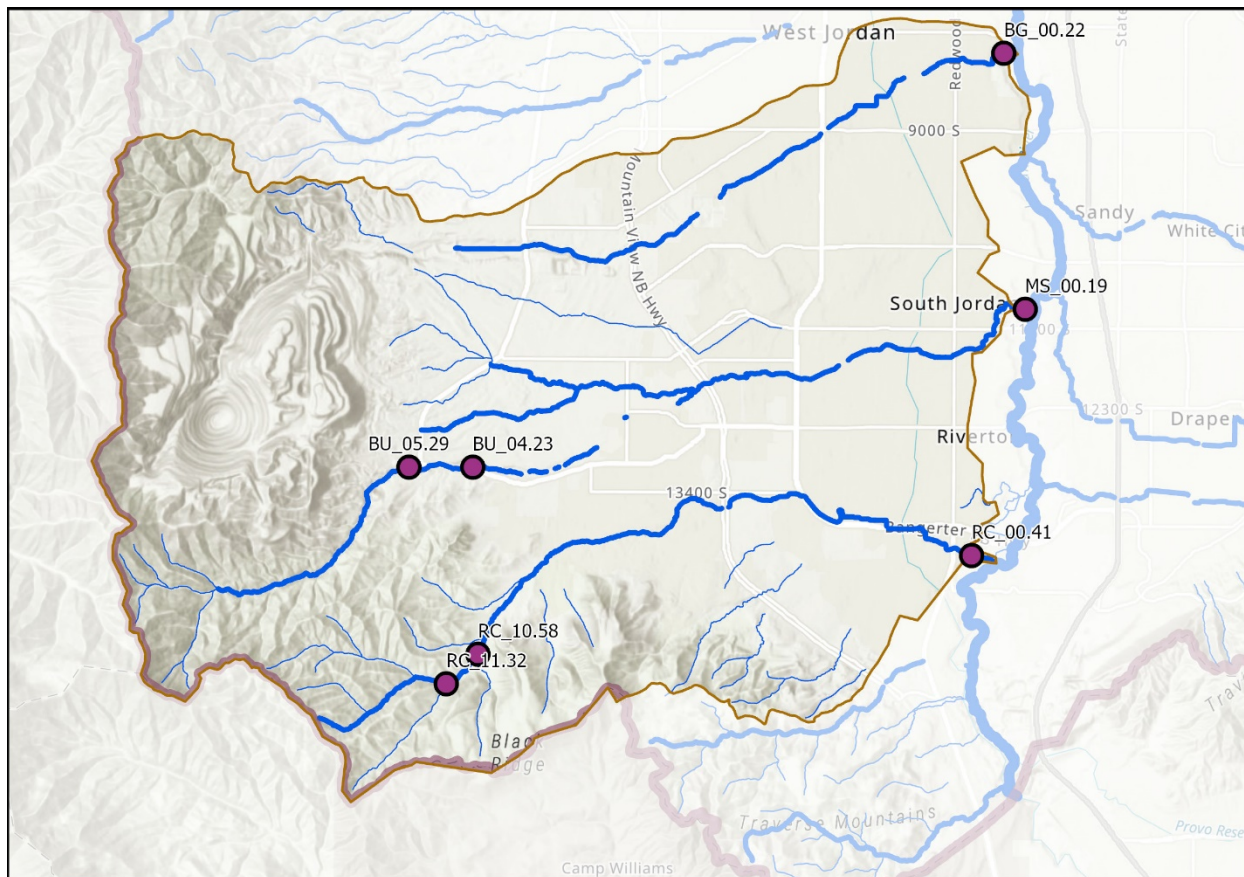 West Jordan
BG_00.22
State
Redwood
9000 S
Mountain View NB Hwy
Sandy
White Cit
MS_00.19
South Jorda
12300 S
Draper
Riverto
BU_05.29
BU_04.23
13400 S
Bangerter
RC_00.41
RC_10.58
RC_11.32
Black
Ridge
Traverse Mountains
Provo Rese
Camp Williams